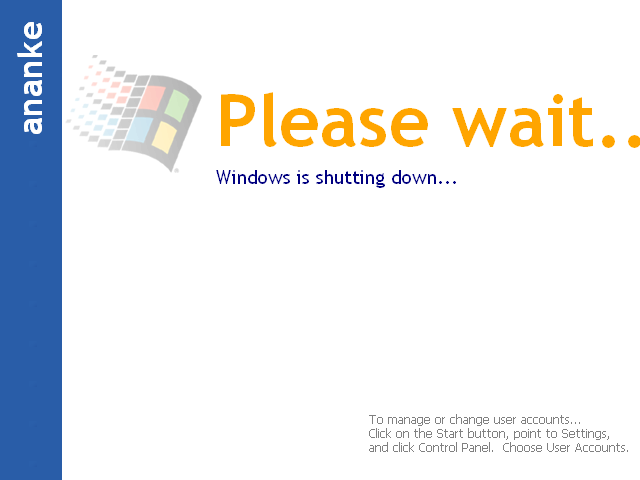 ananke
Please wait..
Windows is shutting down...
To manage or change user accounts...
Click on the Start button, point to Settings,
and click Control Panel.  Choose User Accounts.